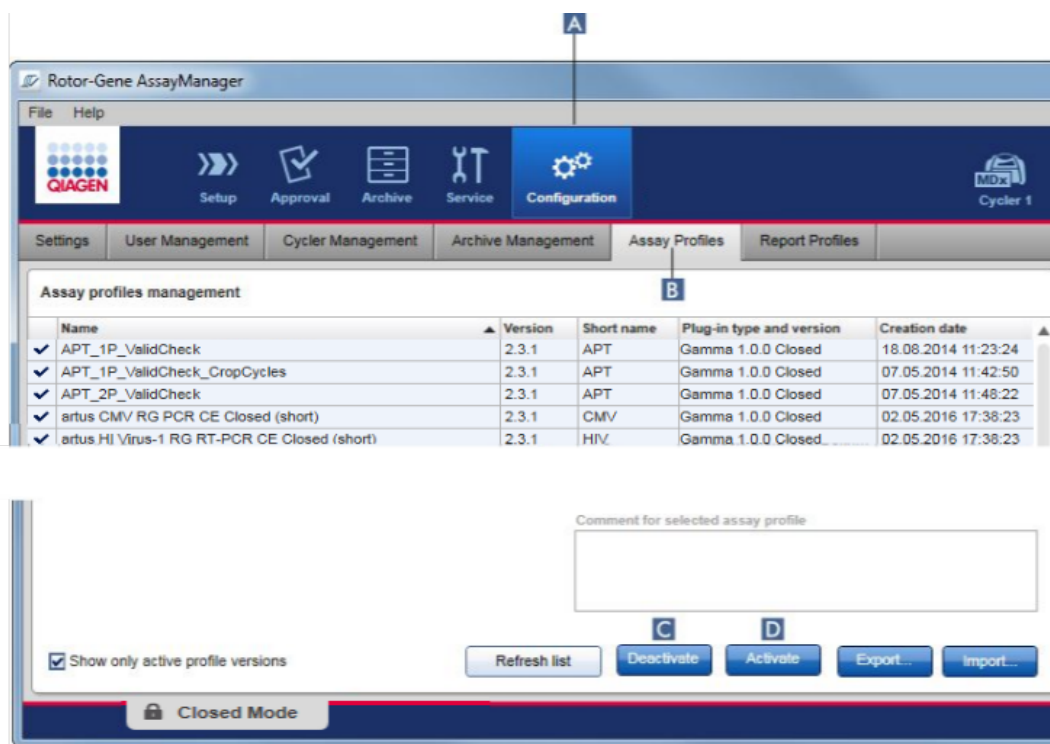 A
Rotor-Gene AssayManager
File Help
QIAGEN
Setup Approval Archive Service Configuration
MDx
Cycler 1
Settings User Management Cycler Management Archive Management Assay Profiles Report Profiles
B
Assay profiles management
Name Version Short name Plug-in type and version Creation date
APT_1P_ValidCheck 2.3.1 APT Gamma 1.0.0 Closed 18.08.2014 11:23:24
APT_1P_ValidCheck_CropCycles 2.3.1 APT Gamma 1.0.0 Closed 07.05.2014 11:42:50
APT_2P_ValidCheck 2.3.1 APT Gamma 1.0.0 Closed 07.05.2014 11:48:22
artus CMV RG PCR CE Closed (short) 2.3.1 CMV Gamma 1.0.0 Closed 02.05.2016 17:38:23
artus HI Virus-1 RG RT-PCR CE Closed (short) 2.3.1 HIV Gamma 1.0.0 Closed 02.05.2016 17:38:23
Comment for selected assay profile
C D
Show only active profile versions Refresh list Deactivate Activate Export... Import...
Closed Mode